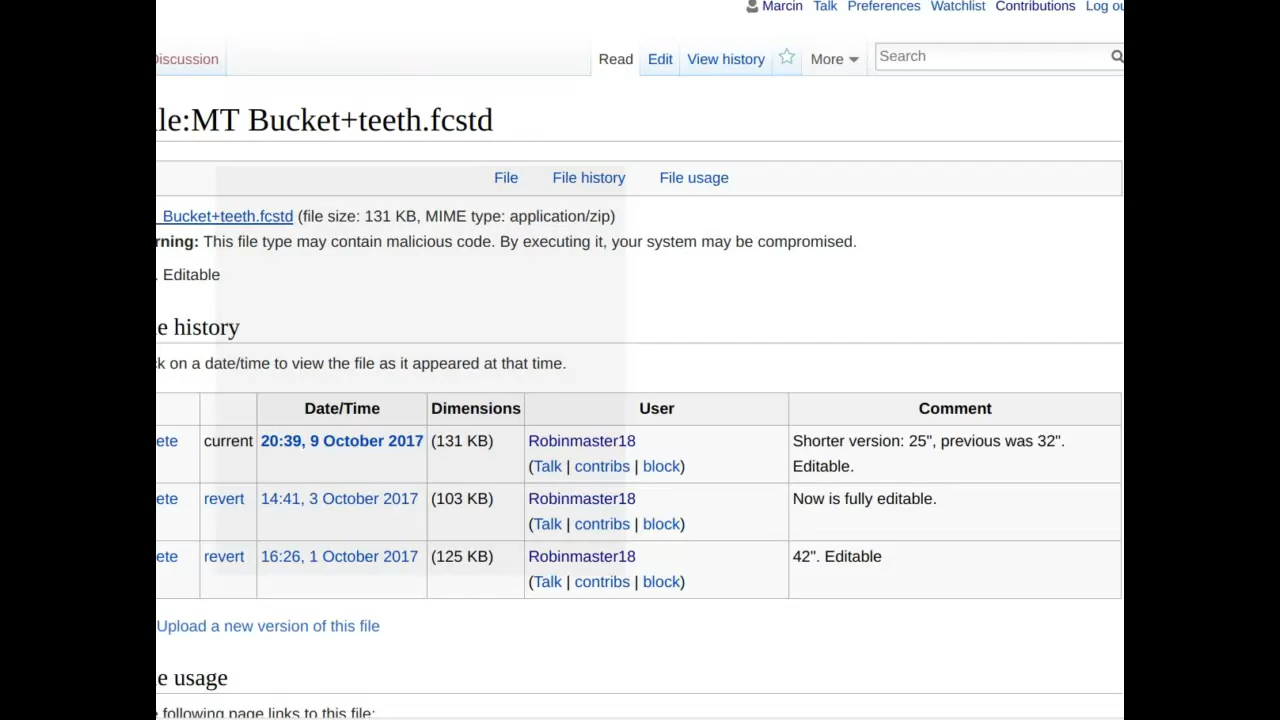 Marcin Talk Preferences Watchlist Contributions Log ou
Discussion Read Edit View history More Search
le:MT Bucket+teeth.fcstd
File File history File usage
Bucket+teeth.fcstd (file size: 131 KB, MIME type: application/zip)
rning: This file type may contain malicious code. By executing it, your system may be compromised.
. Editable
e history
ck on a date/time to view the file as it appeared at that time.
Date/Time Dimensions User Comment
ete current 20:39, 9 October 2017 (131 KB) Robinmaster18 Shorter version: 25", previous was 32".
(Talk | contribs | block) Editable.
ete revert 14:41, 3 October 2017 (103 KB) Robinmaster18 Now is fully editable.
(Talk | contribs | block)
ete revert 16:26, 1 October 2017 (125 KB) Robinmaster18 42". Editable
(Talk | contribs | block)
Upload a new version of this file
e usage
following page links to this file: